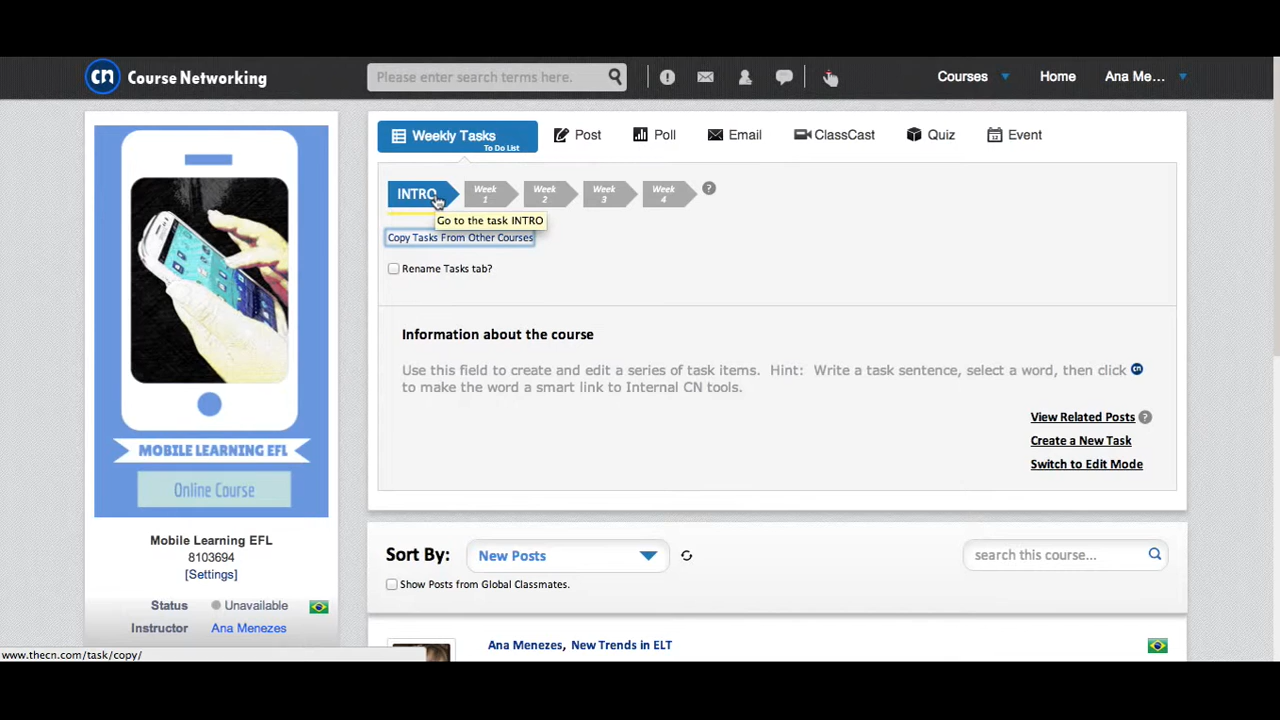 cn Course Networking
Please enter search terms here.
Courses
Home
Ana Me...
Weekly Tasks
To Do List
Post
Poll
Email
ClassCast
Quiz
Event
INTRO
Week
1
Week
2
Week
3
Week
4
?
Go to the task INTRO
Copy Tasks From Other Courses
Rename Tasks tab?
Information about the course
Use this field to create and edit a series of task items. Hint: Write a task sentence, select a word, then click cn
to make the word a smart link to Internal CN tools.
View Related Posts ?
Create a New Task
Switch to Edit Mode
MOBILE LEARNING EFL
Online Course
Mobile Learning EFL
8103694
[Settings]
Status Unavailable
Instructor Ana Menezes
Sort By: New Posts
search this course...
Show Posts from Global Classmates.
Ana Menezes, New Trends in ELT
www.thecn.com/task/copy/